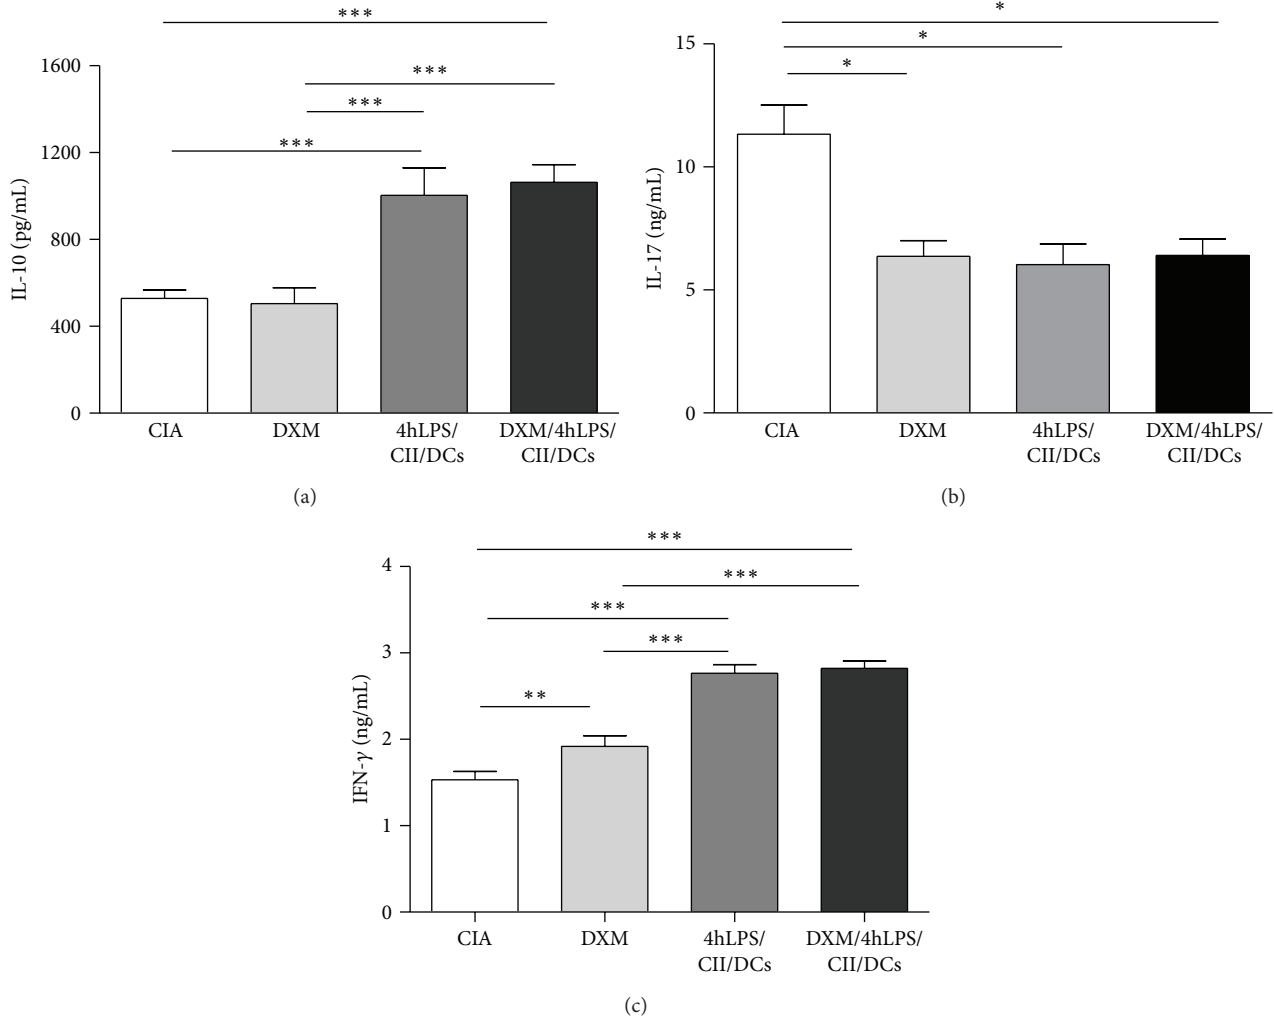 ***
***
***
***
1600
1200
800
400
0
IL-10 (pg/mL)
CIA
DXM
4hLPS/
CII/DCs
DXM/4hLPS/
CII/DCs
(a)
*
*
*
15
10
5
0
IL-17 (ng/mL)
CIA
DXM
4hLPS/
CII/DCs
DXM/4hLPS/
CII/DCs
(b)
***
***
***
***
**
4
3
2
1
0
IFN-γ (ng/mL)
CIA
DXM
4hLPS/
CII/DCs
DXM/4hLPS/
CII/DCs
(c)